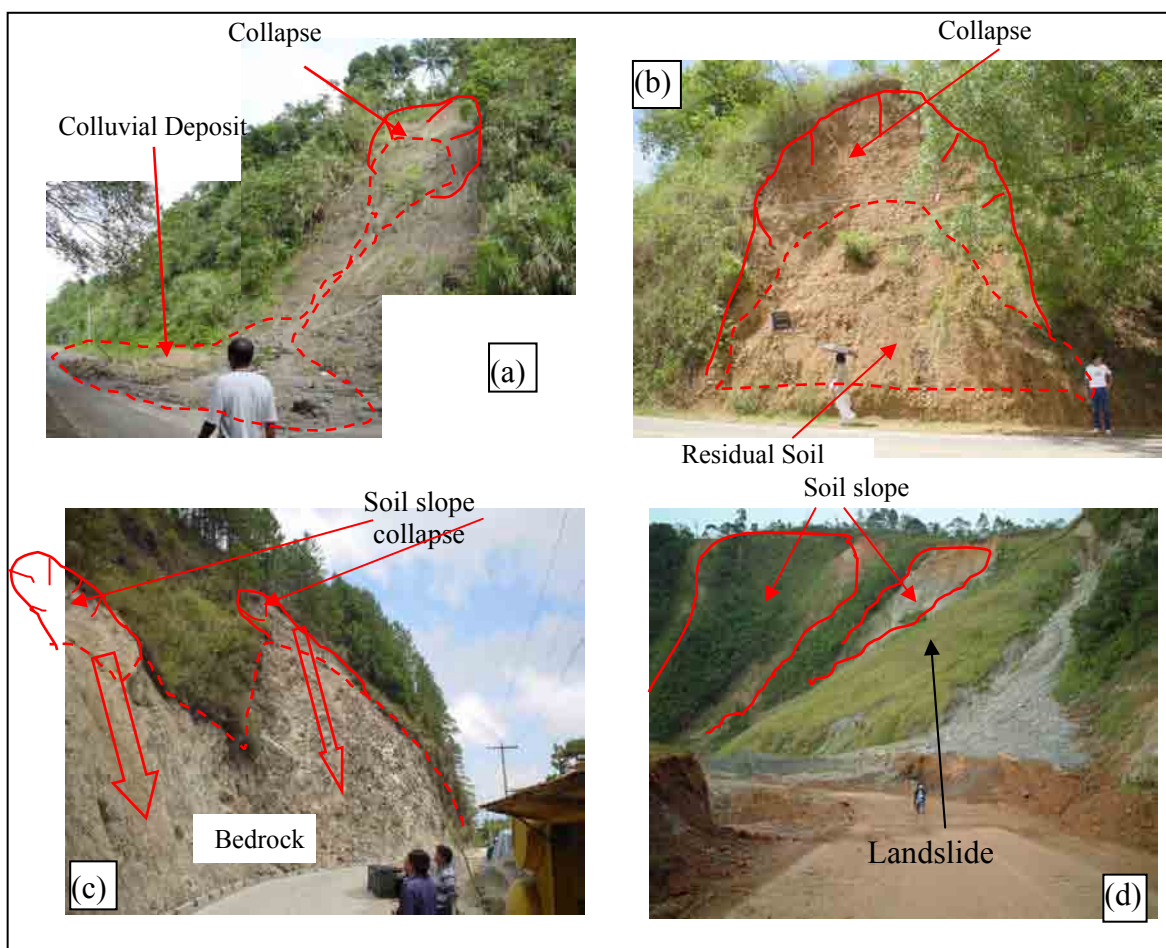 Collapse
Colluvial Deposit
(a)
Collapse
(b)
Residual Soil
Soil slope
collapse
Bedrock
(c)
Soil slope
Landslide
(d)